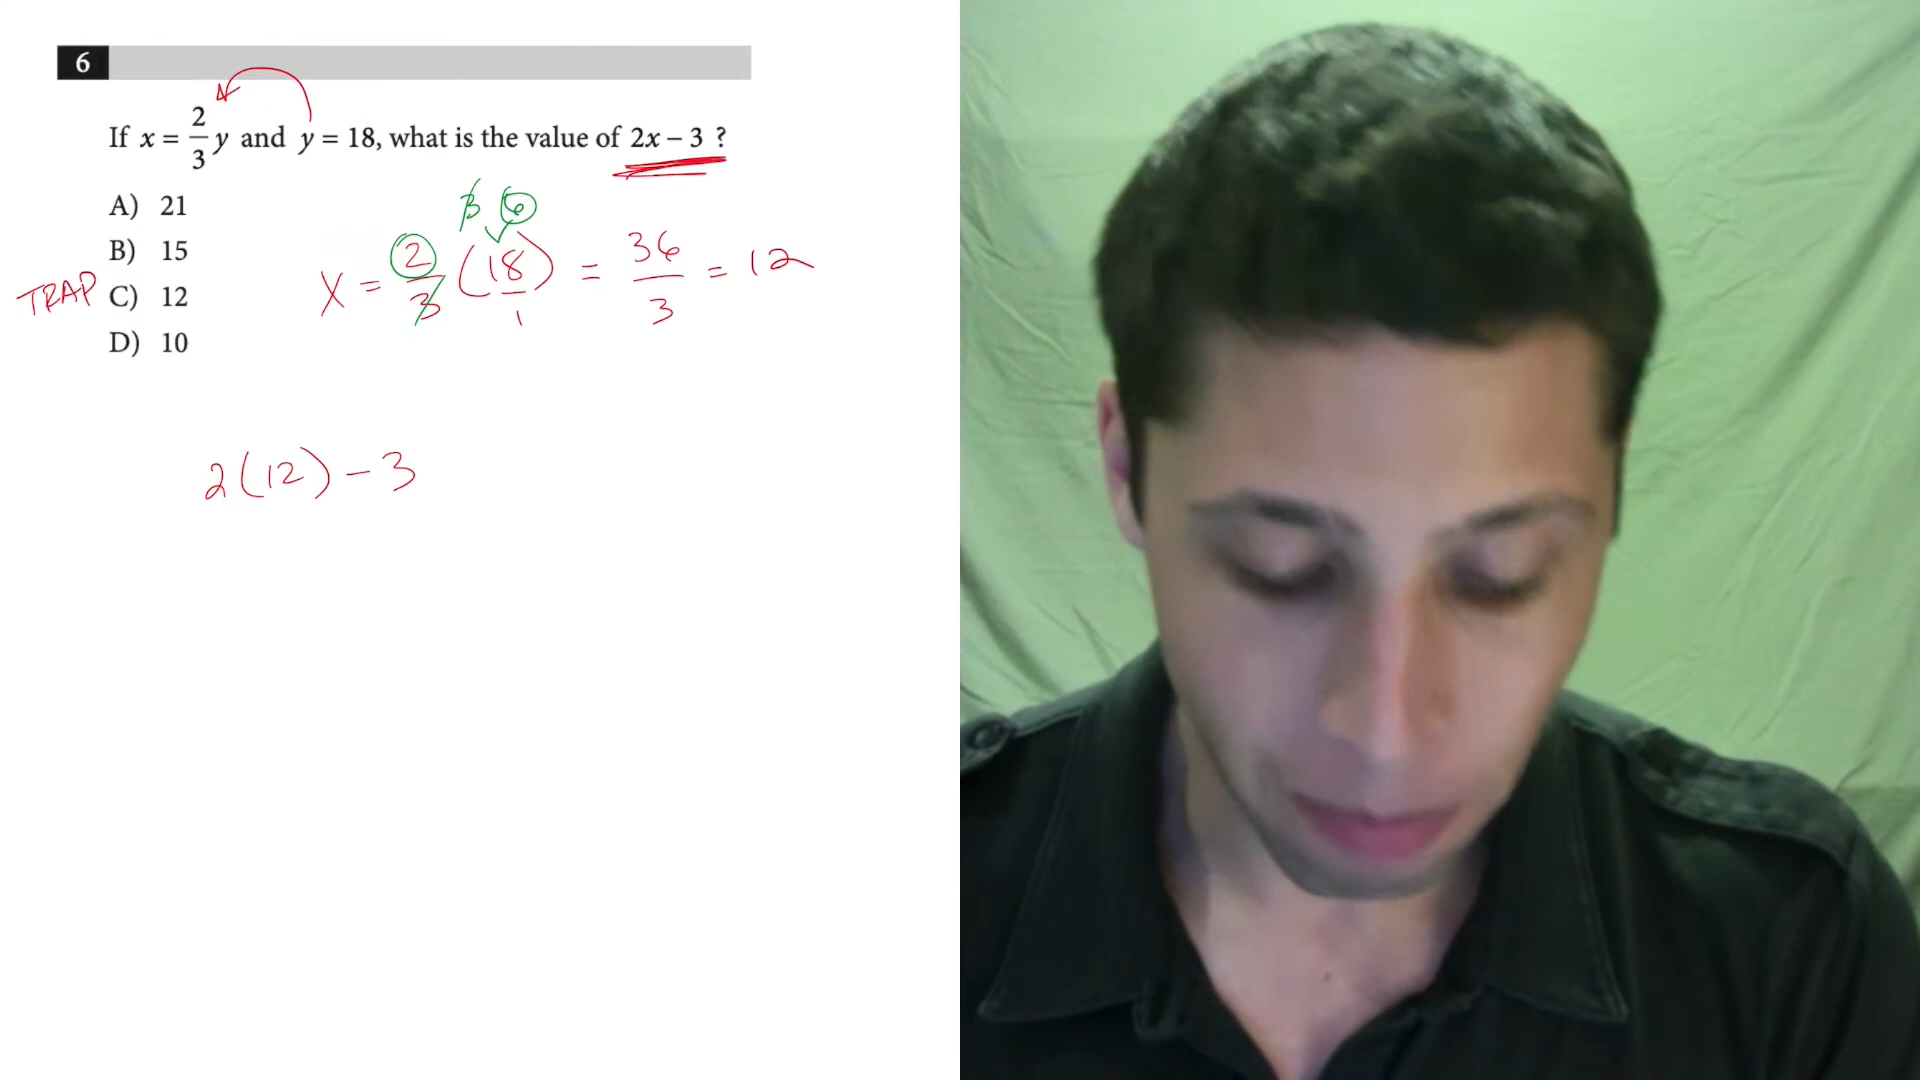 6
If x = 2/3 y and y = 18, what is the value of 2x – 3 ?
A) 21
B) 15
C) 12
D) 10
TRAP
3 6
X = 2/3 (18/1) = 36/3 = 12
2(12) – 3